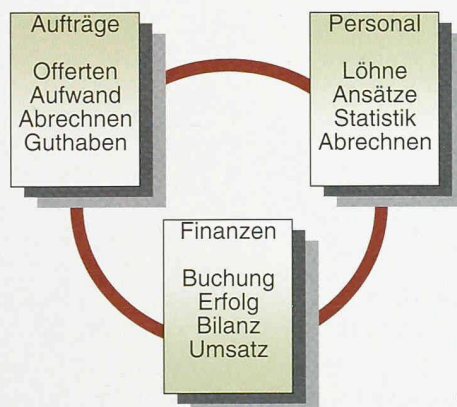 Aufträge
Offerten
Aufwand
Abrechnen
Guthaben
Personal
Löhne
Ansätze
Statistik
Abrechnen
Finanzen
Buchung
Erfolg
Bilanz
Umsatz